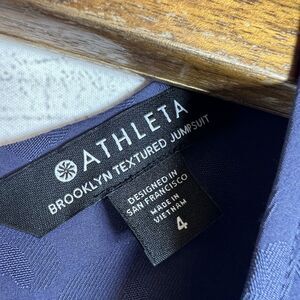 ATHLETA
BROOKLYN TEXTURED JUMPSUIT
DESIGNED IN
SAN FRANCISCO
MADE IN
VIETNAM
4